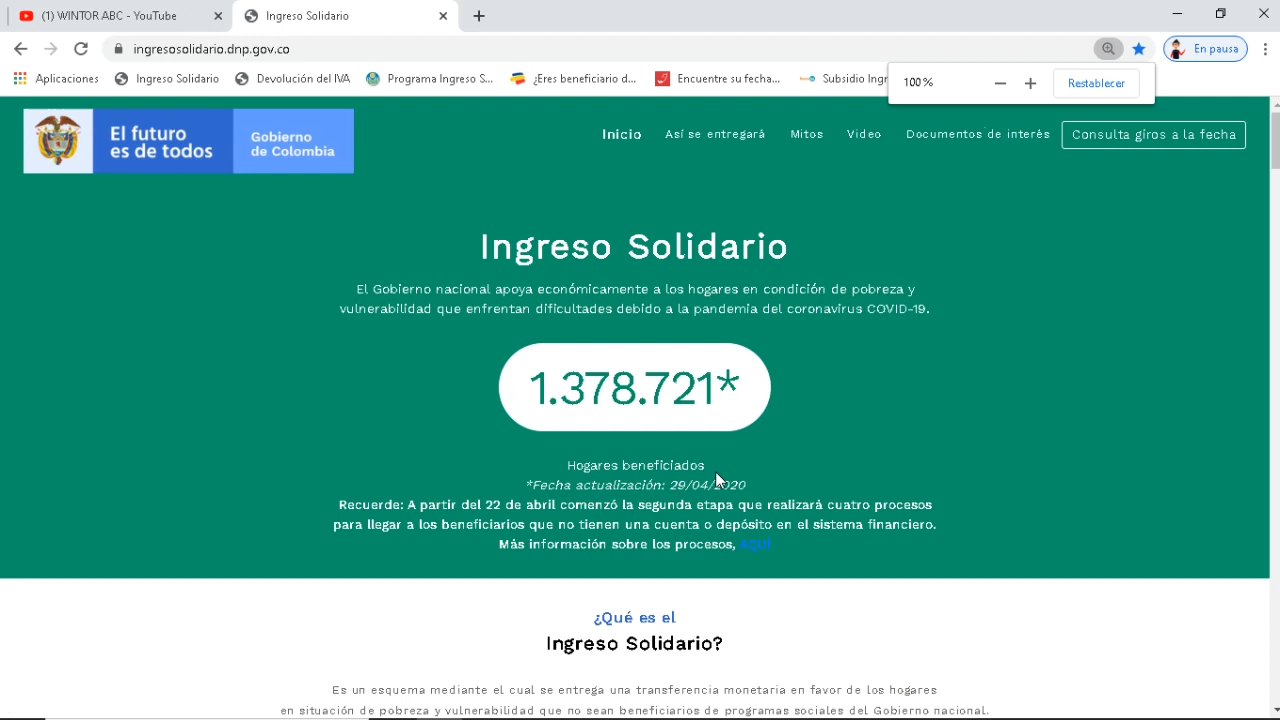 (1) WINTOR ABC - YouTube
Ingreso Solidario
ingresosolidario.dnp.gov.co
En pausa
Aplicaciones
Ingreso Solidario
Devolución del IVA
Programa Ingreso S...
¿Eres beneficiario d...
Encuentre su fecha...
Subsidio Ingr
100%
Restablecer
El futuro
es de todos
Gobierno
de Colombia
Inicio
Así se entregará
Mitos
Video
Documentos de interés
Consulta giros a la fecha
Ingreso Solidario
El Gobierno nacional apoya económicamente a los hogares en condición de pobreza y
vulnerabilidad que enfrentan dificultades debido a la pandemia del coronavirus COVID-19.
1.378.721*
Hogares beneficiados
*Fecha actualización: 29/04/2020
Recuerde: A partir del 22 de abril comenzó la segunda etapa que realizará cuatro procesos
para llegar a los beneficiarios que no tienen una cuenta o depósito en el sistema financiero.
Más información sobre los procesos, AQUÍ
¿Qué es el
Ingreso Solidario?
Es un esquema mediante el cual se entrega una transferencia monetaria en favor de los hogares
en situación de pobreza y vulnerabilidad que no sean beneficiarios de programas sociales del Gobierno nacional.